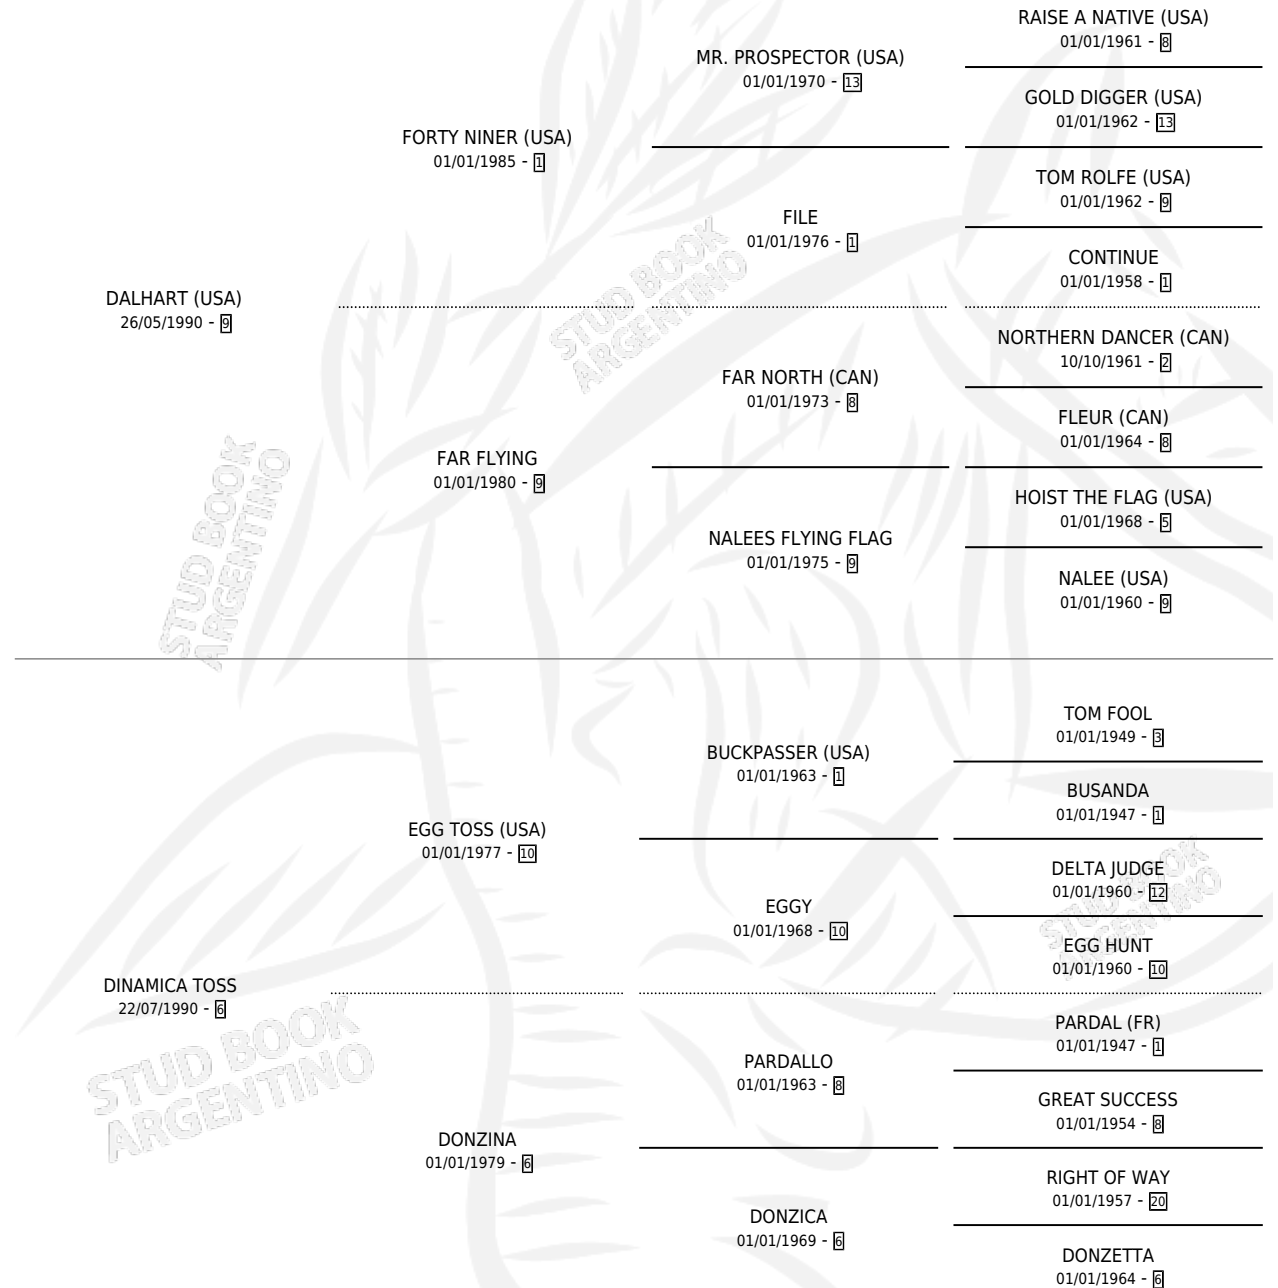 RAISE A NATIVE (USA)
01/01/1961 - 8
MR. PROSPECTOR (USA)
01/01/1970 - 13
GOLD DIGGER (USA)
01/01/1962 - 13
FORTY NINER (USA)
01/01/1985 - 1
TOM ROLFE (USA)
01/01/1962 - 9
FILE
01/01/1976 - 1
CONTINUE
01/01/1958 - 1
DALHART (USA)
26/05/1990 - 9
NORTHERN DANCER (CAN)
10/10/1961 - 2
FAR NORTH (CAN)
01/01/1973 - 8
FLEUR (CAN)
01/01/1964 - 8
FAR FLYING
01/01/1980 - 9
HOIST THE FLAG (USA)
01/01/1968 - 5
NALEES FLYING FLAG
01/01/1975 - 9
NALEE (USA)
01/01/1960 - 9
STUD BOOK
ARGENTINO
STUD BOOK
ARGENTINO
TOM FOOL
01/01/1949 - 3
BUCKPASSER (USA)
01/01/1963 - 1
BUSANDA
01/01/1947 - 1
EGG TOSS (USA)
01/01/1977 - 10
DELTA JUDGE
01/01/1960 - 12
EGGY
01/01/1968 - 10
EGG HUNT
01/01/1960 - 10
DINAMICA TOSS
22/07/1990 - 6
PARDAL (FR)
01/01/1947 - 1
PARDALLO
01/01/1963 - 8
GREAT SUCCESS
01/01/1954 - 8
DONZINA
01/01/1979 - 6
RIGHT OF WAY
01/01/1957 - 20
DONZICA
01/01/1969 - 6
DONZETTA
01/01/1964 - 6
STUD BOOK
ARGENTINO
STUD BOOK
ARGENTINO